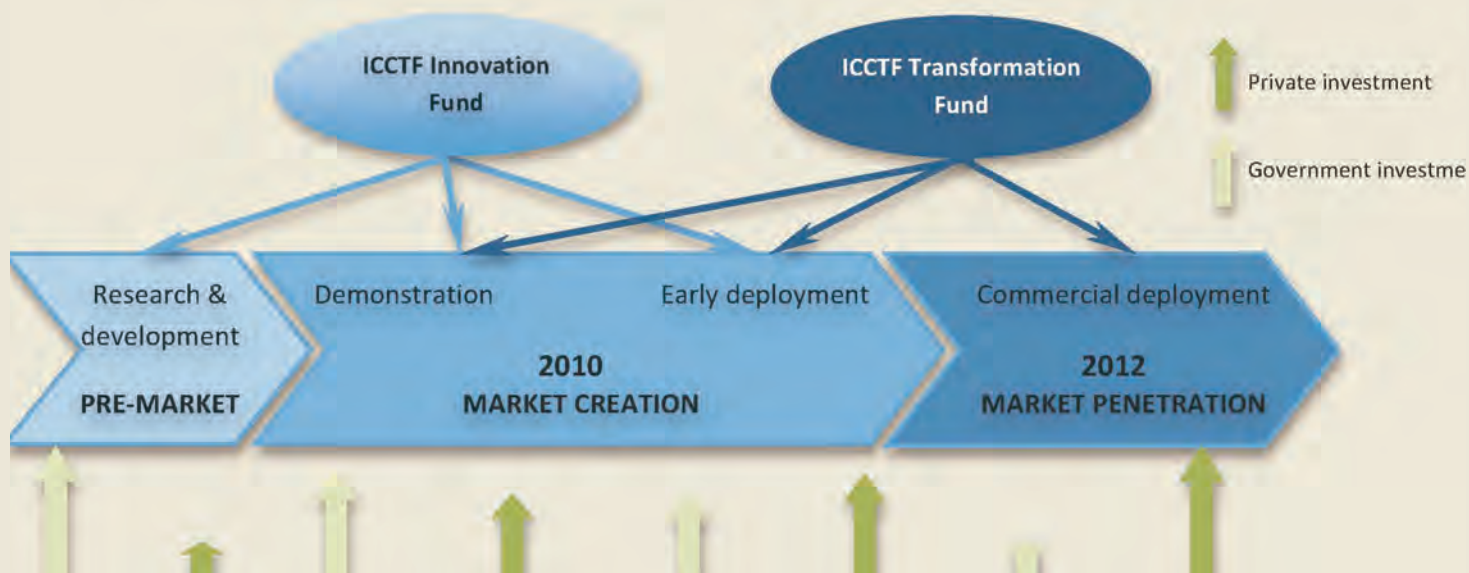 ICCTF Innovation
Fund
ICCTF Transformation
Fund
Private investment
Government investme
Research &
development
PRE-MARKET
Demonstration
Early deployment
2010
MARKET CREATION
Commercial deployment
2012
MARKET PENETRATION